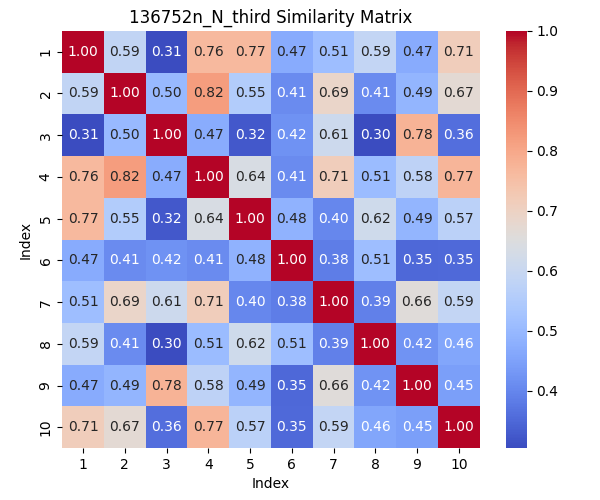 136752n_N_third Similarity Matrix
1 1.00 0.59 0.31 0.76 0.77 0.47 0.51 0.59 0.47 0.71
2 0.59 1.00 0.50 0.82 0.55 0.41 0.69 0.41 0.49 0.67
3 0.31 0.50 1.00 0.47 0.32 0.42 0.61 0.30 0.78 0.36
4 0.76 0.82 0.47 1.00 0.64 0.41 0.71 0.51 0.58 0.77
5 0.77 0.55 0.32 0.64 1.00 0.48 0.40 0.62 0.49 0.57
6 0.47 0.41 0.42 0.41 0.48 1.00 0.38 0.51 0.35 0.35
7 0.51 0.69 0.61 0.71 0.40 0.38 1.00 0.39 0.66 0.59
8 0.59 0.41 0.30 0.51 0.62 0.51 0.39 1.00 0.42 0.46
9 0.47 0.49 0.78 0.58 0.49 0.35 0.66 0.42 1.00 0.45
10 0.71 0.67 0.36 0.77 0.57 0.35 0.59 0.46 0.45 1.00
1 2 3 4 5 6 7 8 9 10
Index
Index
1.0
0.9
0.8
0.7
0.6
0.5
0.4